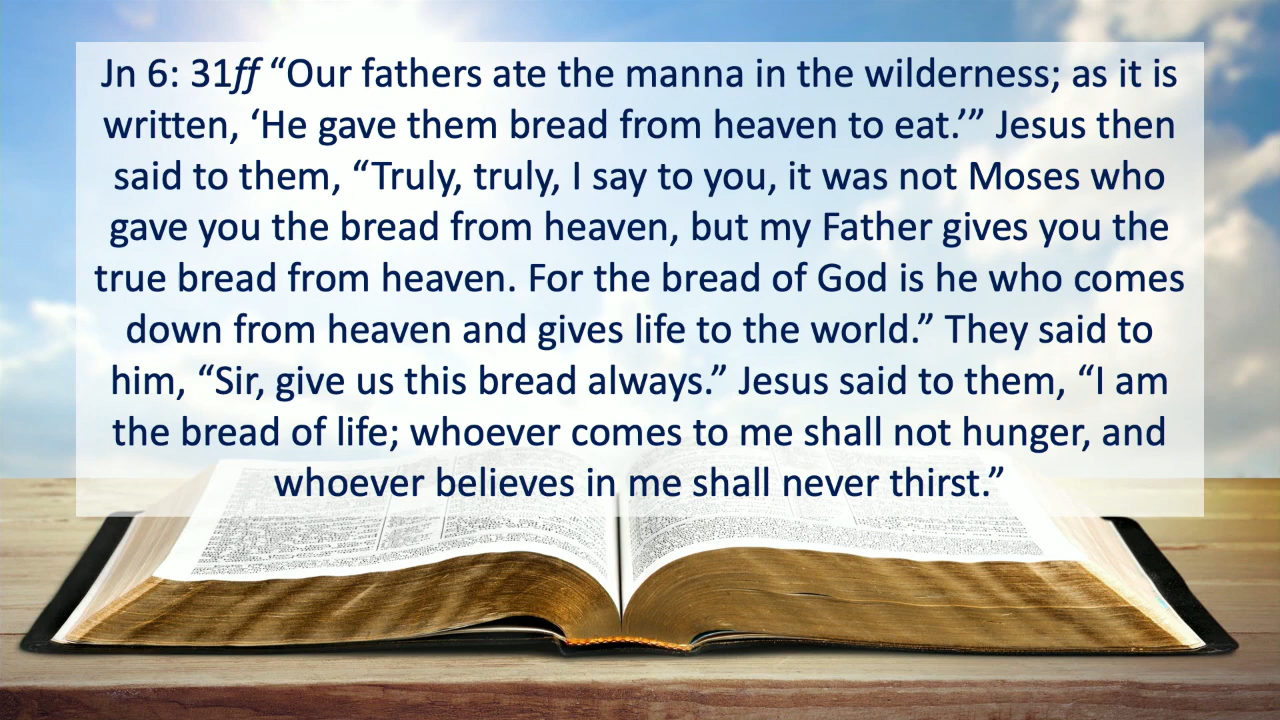 Jn 6: 31ff “Our fathers ate the manna in the wilderness; as it is
written, ‘He gave them bread from heaven to eat.’” Jesus then
said to them, “Truly, truly, I say to you, it was not Moses who
gave you the bread from heaven, but my Father gives you the
true bread from heaven. For the bread of God is he who comes
down from heaven and gives life to the world.” They said to
him, “Sir, give us this bread always.” Jesus said to them, “I am
the bread of life; whoever comes to me shall not hunger, and
whoever believes in me shall never thirst.”